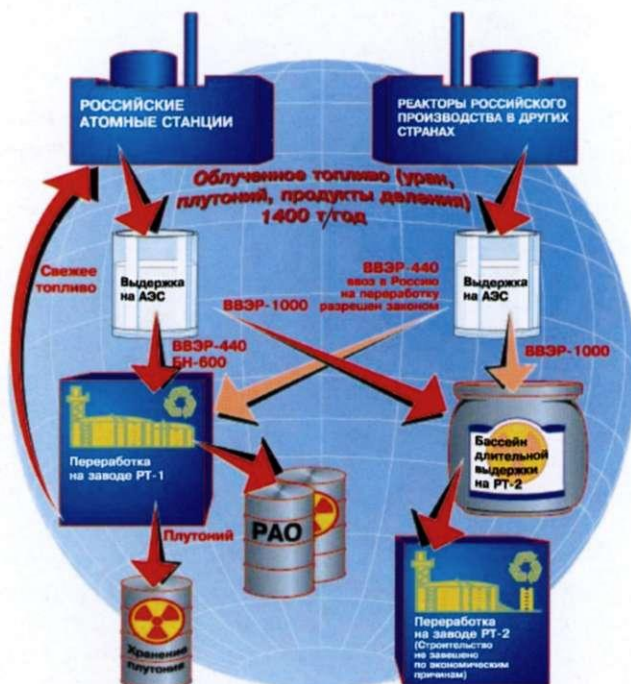 РОССИЙСКИЕ
АТОМНЫЕ СТАНЦИИ
РЕАКТОРЫ РОССИЙСКОГО
ПРОИЗВОДСТВА В ДРУГИХ
СТРАНАХ
Облученное топливо (уран,
плутоний, продукты деления)
1400 т/год
Свежее
топливо
Выдержка
на АЭС
ВВЭР-1000
ВВЭР-440
ввоз в Россию
на переработку
разрешен законом
Выдержка
на АЭС
ВВЭР-440
БН-600
ВВЭР-1000
Переработка
на заводе РТ-1
Бассейн
длительной
выдержки
на РТ-2
РАО
Плутоний
Хранение
плутония
Переработка
на заводе РТ-2
(Строительство
не завешено
по экономическим
причинам)